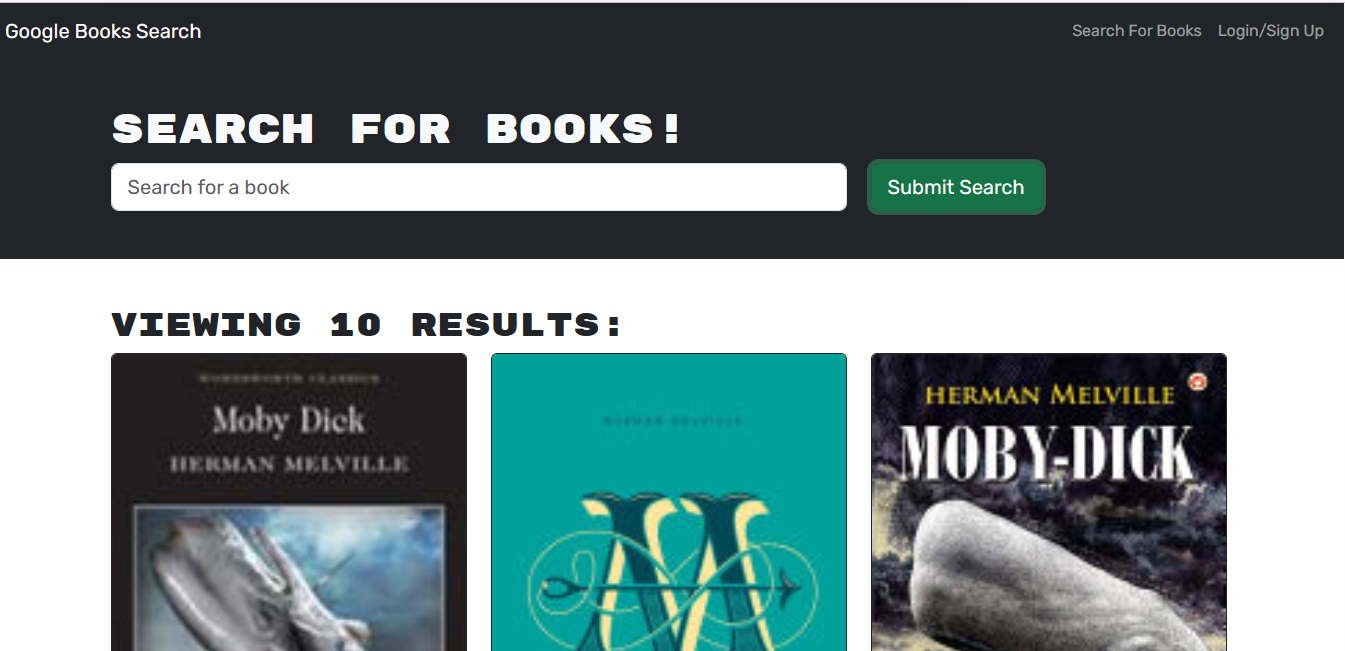 Google Books Search
Search For Books Login/Sign Up
SEARCH FOR BOOKS!
Search for a book
Submit Search
VIEWING 10 RESULTS:
WORDSWORTH CLASSICS
Moby Dick
HERMAN MELVILLE
HERMAN MELVILLE
M
HERMAN MELVILLE
MOBY-DICK